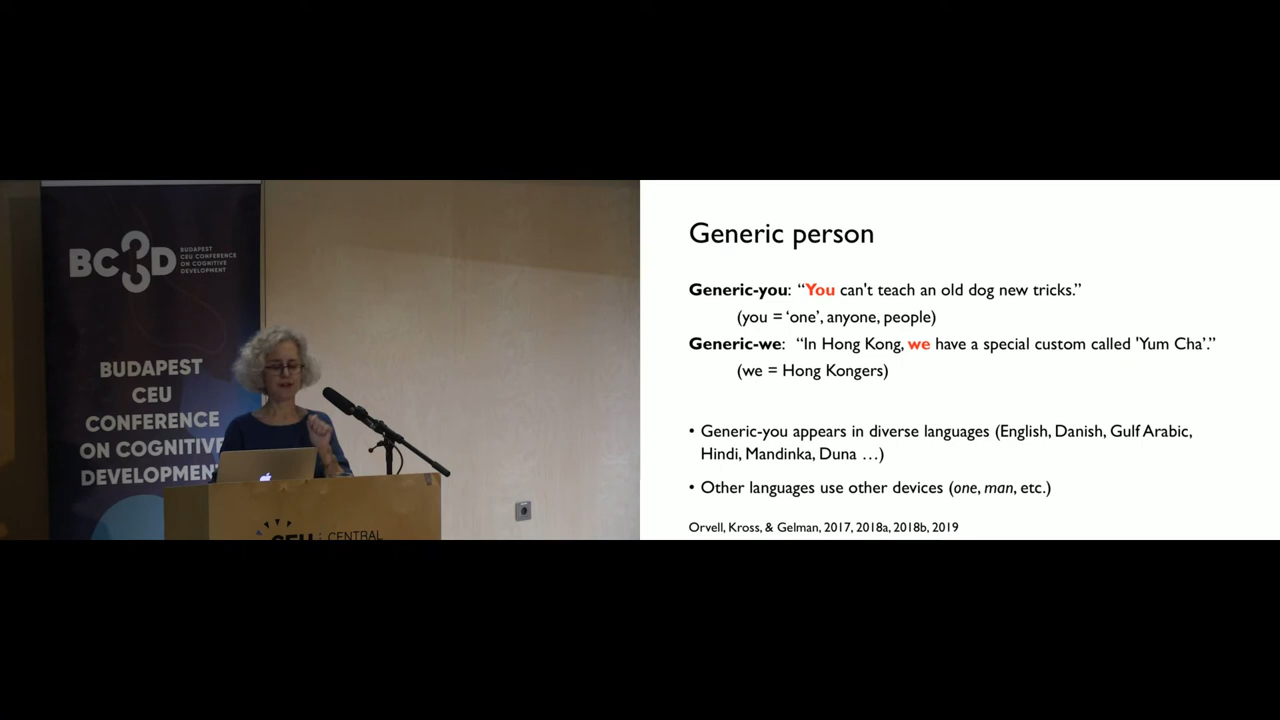 BC3D
BUDAPEST
CEU CONFERENCE
ON COGNITIVE
DEVELOPMENT
BUDAPEST
CEU
CONFERENCE
ON COGNITIVE
DEVELOPMENT
CEU
CENTRAL
Generic person
Generic-you: “You can't teach an old dog new tricks.”
(you = ‘one’, anyone, people)
Generic-we: “In Hong Kong, we have a special custom called 'Yum Cha’.”
(we = Hong Kongers)
• Generic-you appears in diverse languages (English, Danish, Gulf Arabic,
Hindi, Mandinka, Duna …)
• Other languages use other devices (one, man, etc.)
Orvell, Kross, & Gelman, 2017, 2018a, 2018b, 2019